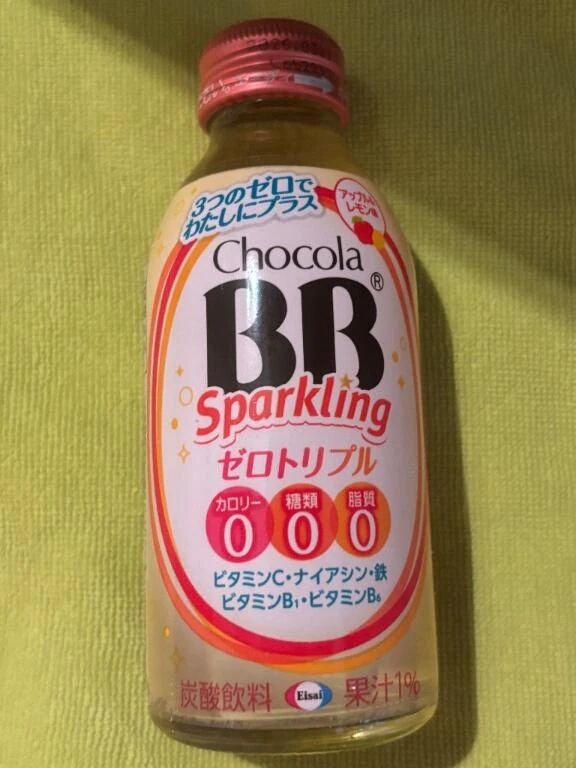 3つのゼロで
わたしにプラス
アップル&
レモン味
Chocola
BB®
Sparkling
ゼロトリプル
カロリー 糖類 脂質
0 0 0
ビタミンC・ナイアシン・鉄
ビタミンB1・ビタミンB6
炭酸飲料 Eisai 果汁1%